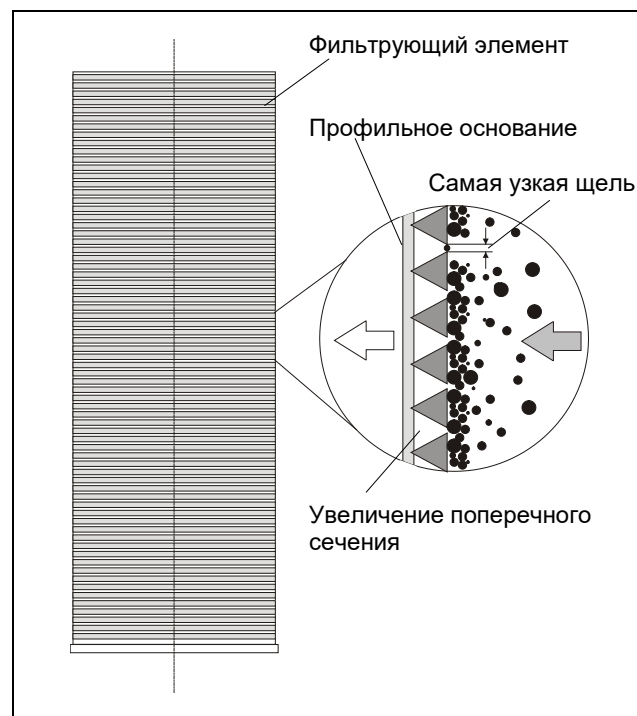 Фильтрующий элемент
Профильное основание
Самая узкая щель
Увеличение поперечного
сечения